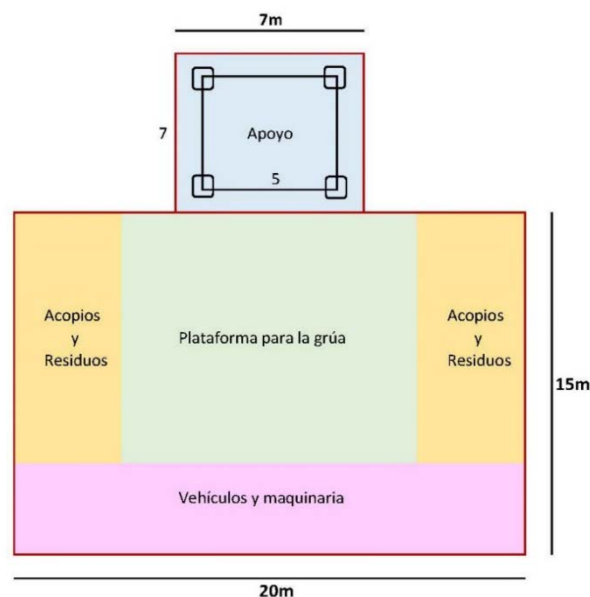 7m
7
Apoyo
5
Acopios
y
Residuos
Plataforma para la grúa
Acopios
y
Residuos
15m
Vehículos y maquinaria
20m